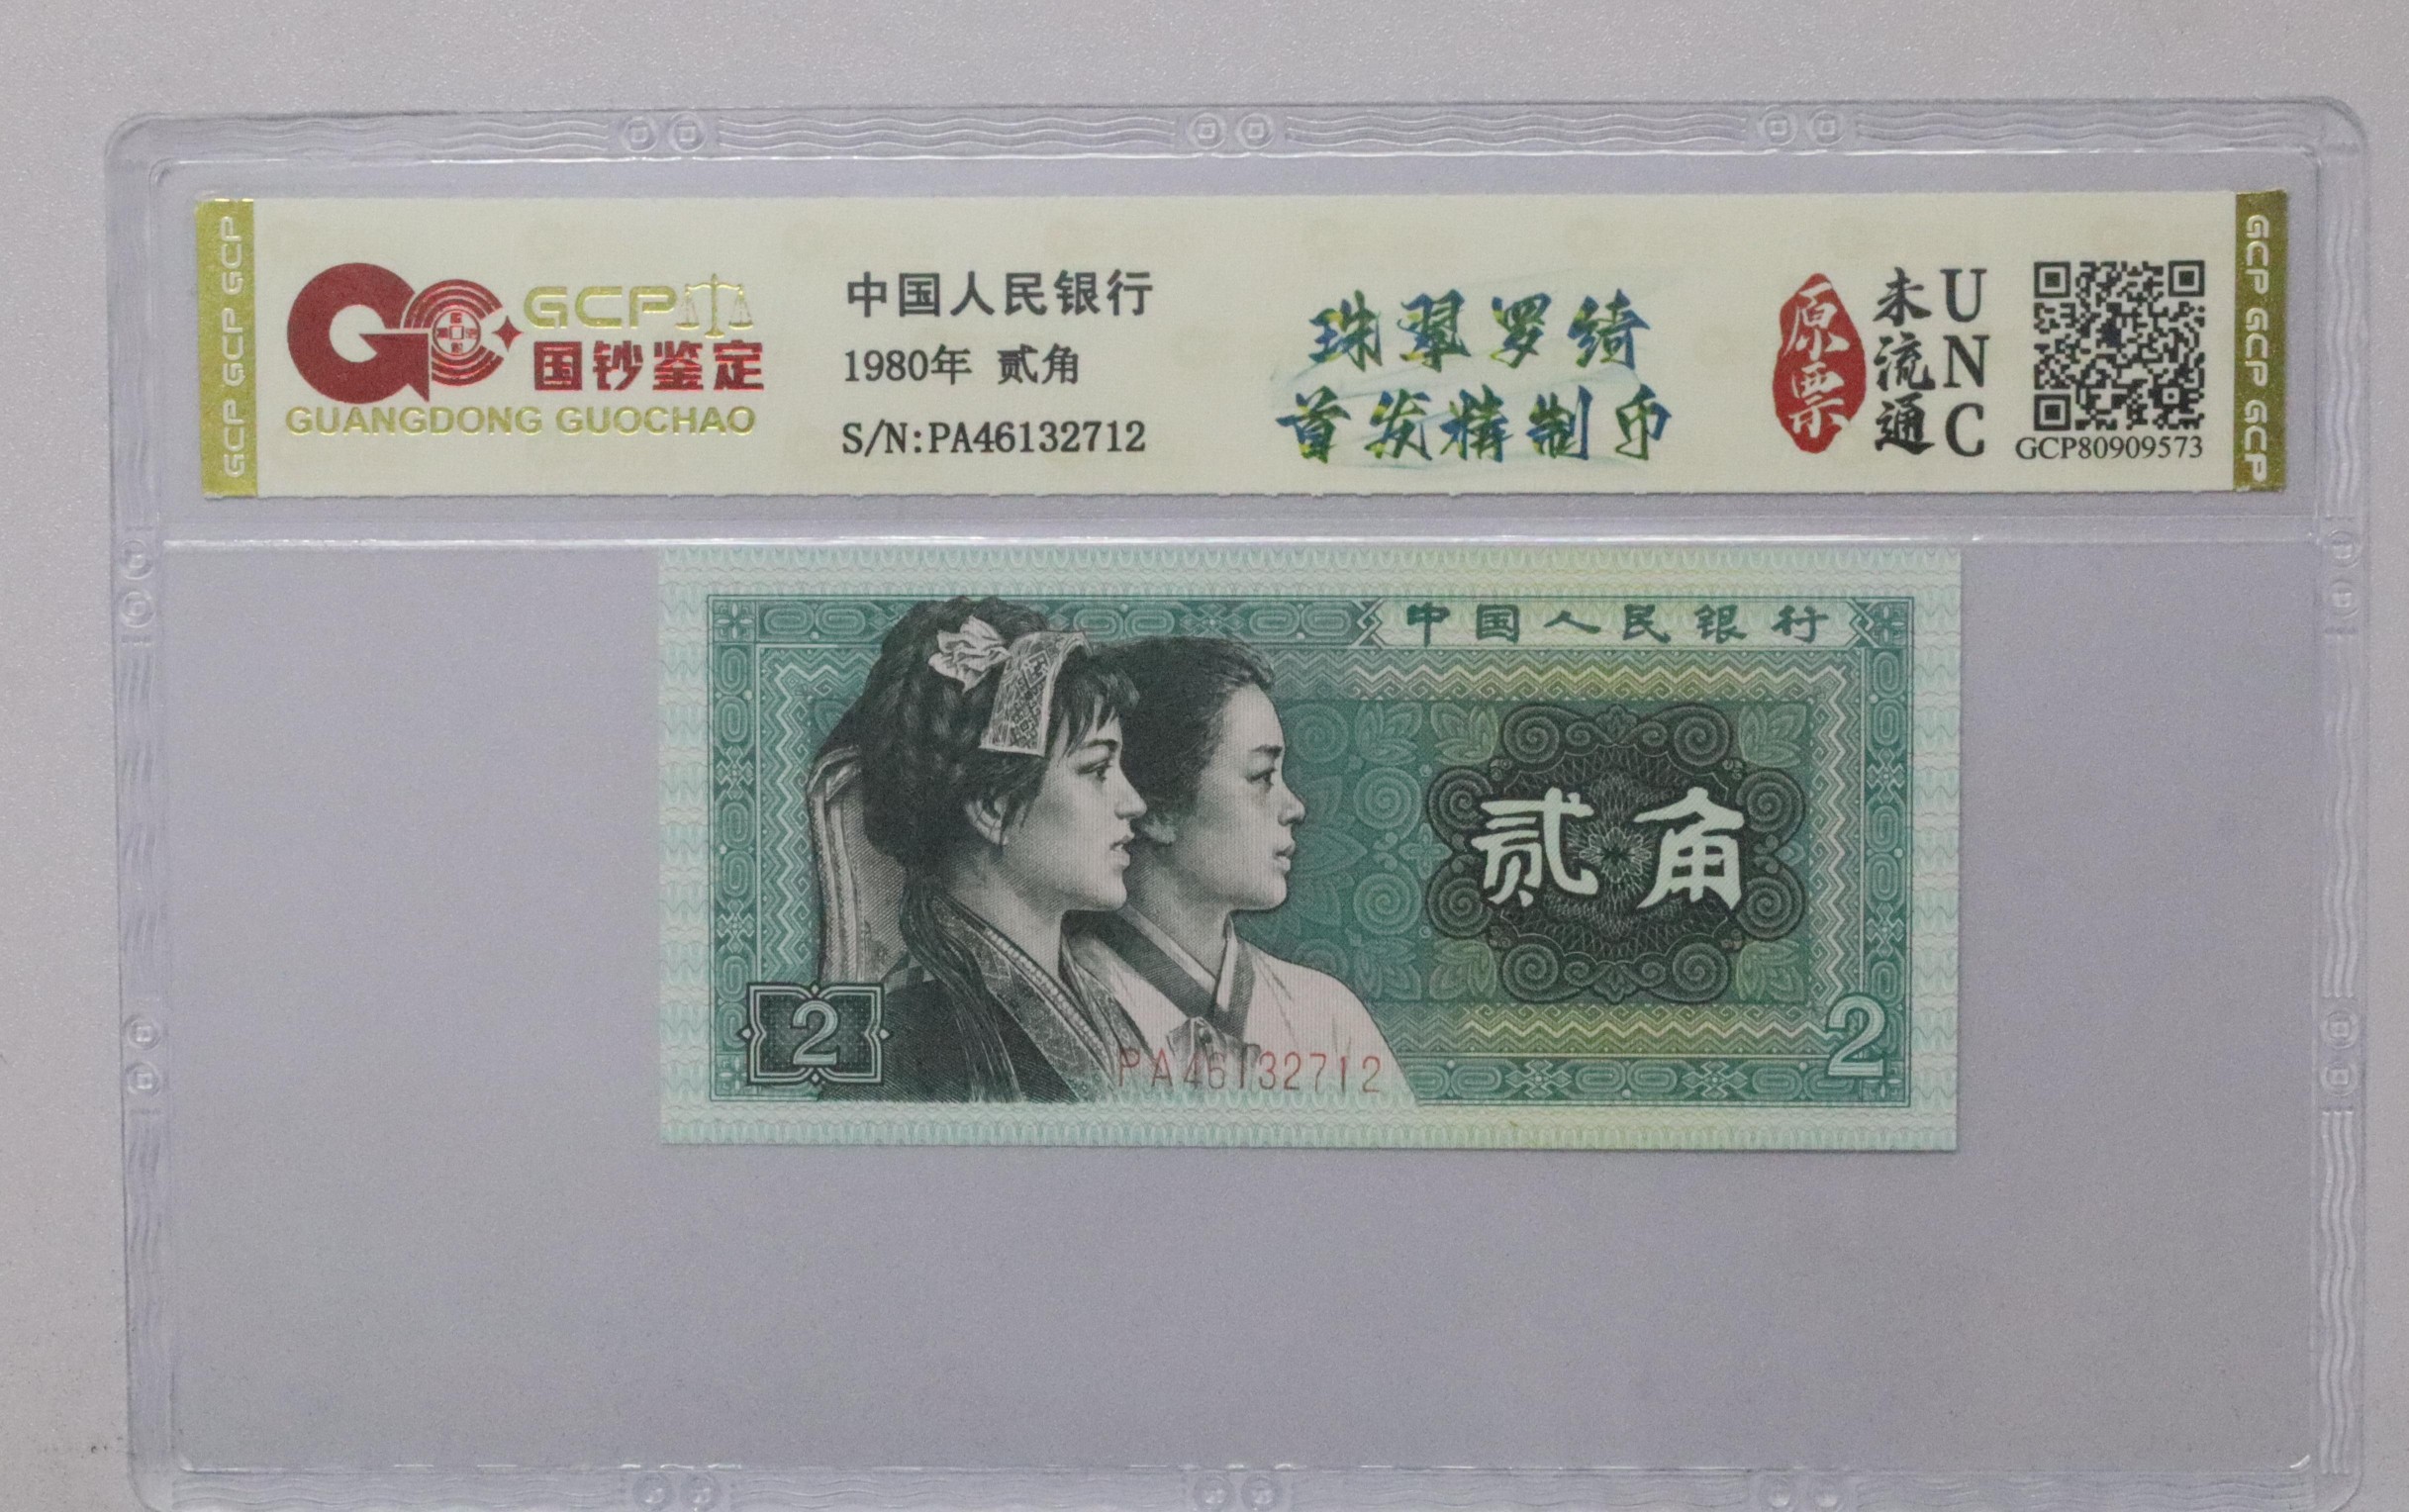 GCP GCP GCP
GCP
国钞鉴定
GUANGDONG GUOCHAO
中国人民银行
1980年 贰角
S/N:PA46132712
珠翠罗绮
首发精制币
原票
未流通
UNC
GCP80909573
GCP GCP GCP
中国人民银行
贰角
2
PA46132712
2